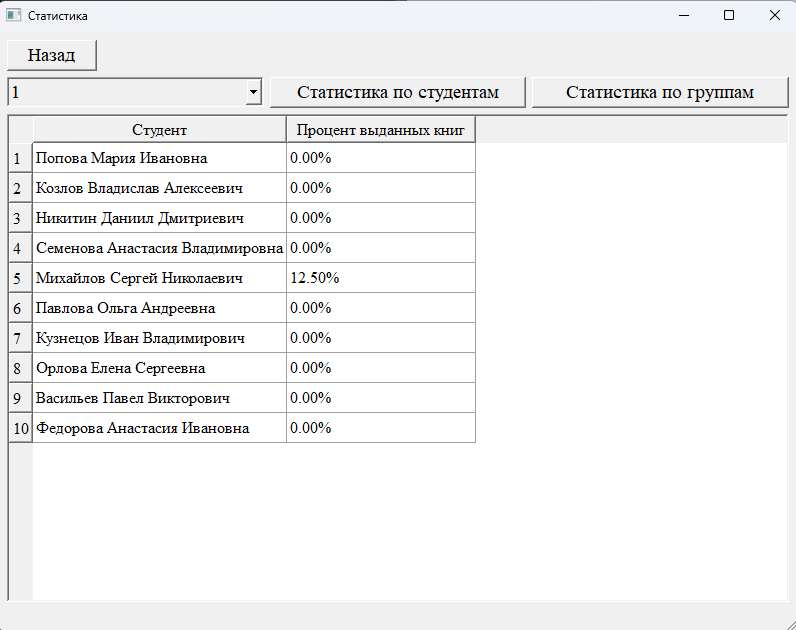 Статистика
Назад
1 Статистика по студентам Статистика по группам
Студент Процент выданных книг
1 Попова Мария Ивановна 0.00%
2 Козлов Владислав Алексеевич 0.00%
3 Никитин Даниил Дмитриевич 0.00%
4 Семенова Анастасия Владимировна 0.00%
5 Михайлов Сергей Николаевич 12.50%
6 Павлова Ольга Андреевна 0.00%
7 Кузнецов Иван Владимирович 0.00%
8 Орлова Елена Сергеевна 0.00%
9 Васильев Павел Викторович 0.00%
10 Федорова Анастасия Ивановна 0.00%